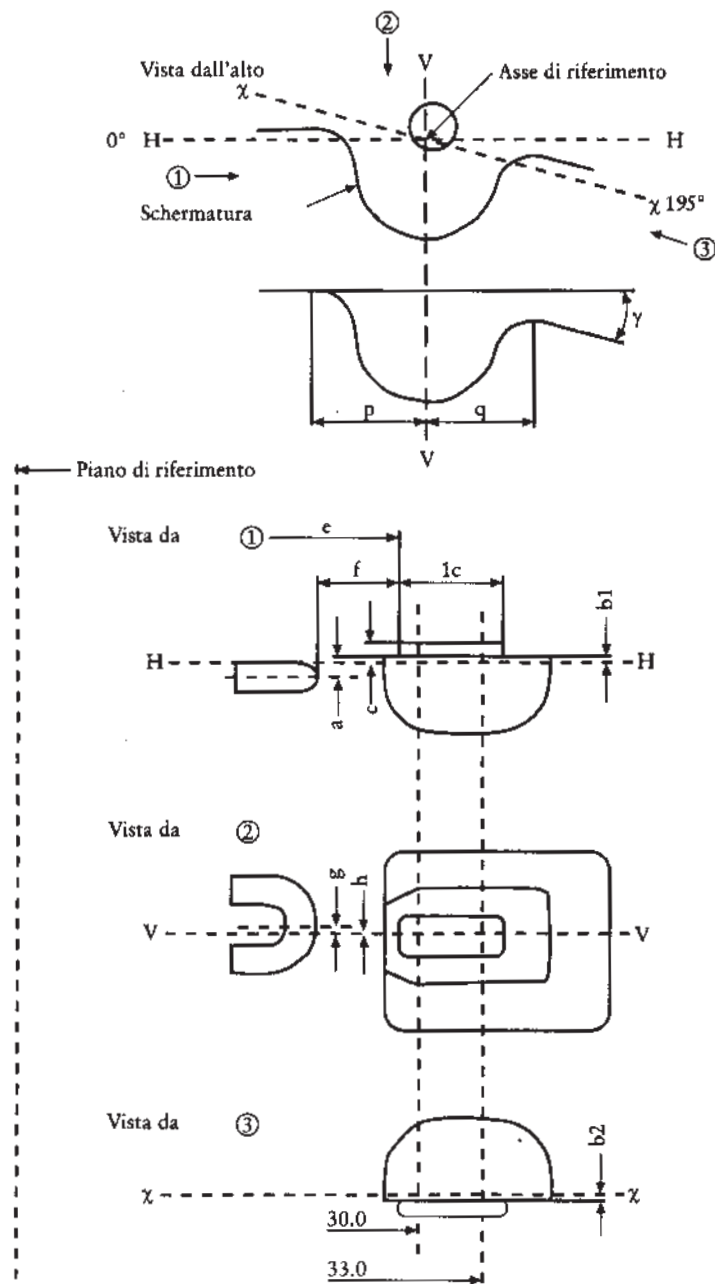 ②
V
Vista dall'alto
Asse di riferimento
χ
0° H
H
①
Schermatura
χ 195°
③
γ
p
q
V
Piano di riferimento
Vista da ①
e
f
1c
b1
H
H
a
c
Vista da ②
g
h
V
V
Vista da ③
b2
χ
χ
30.0
33.0